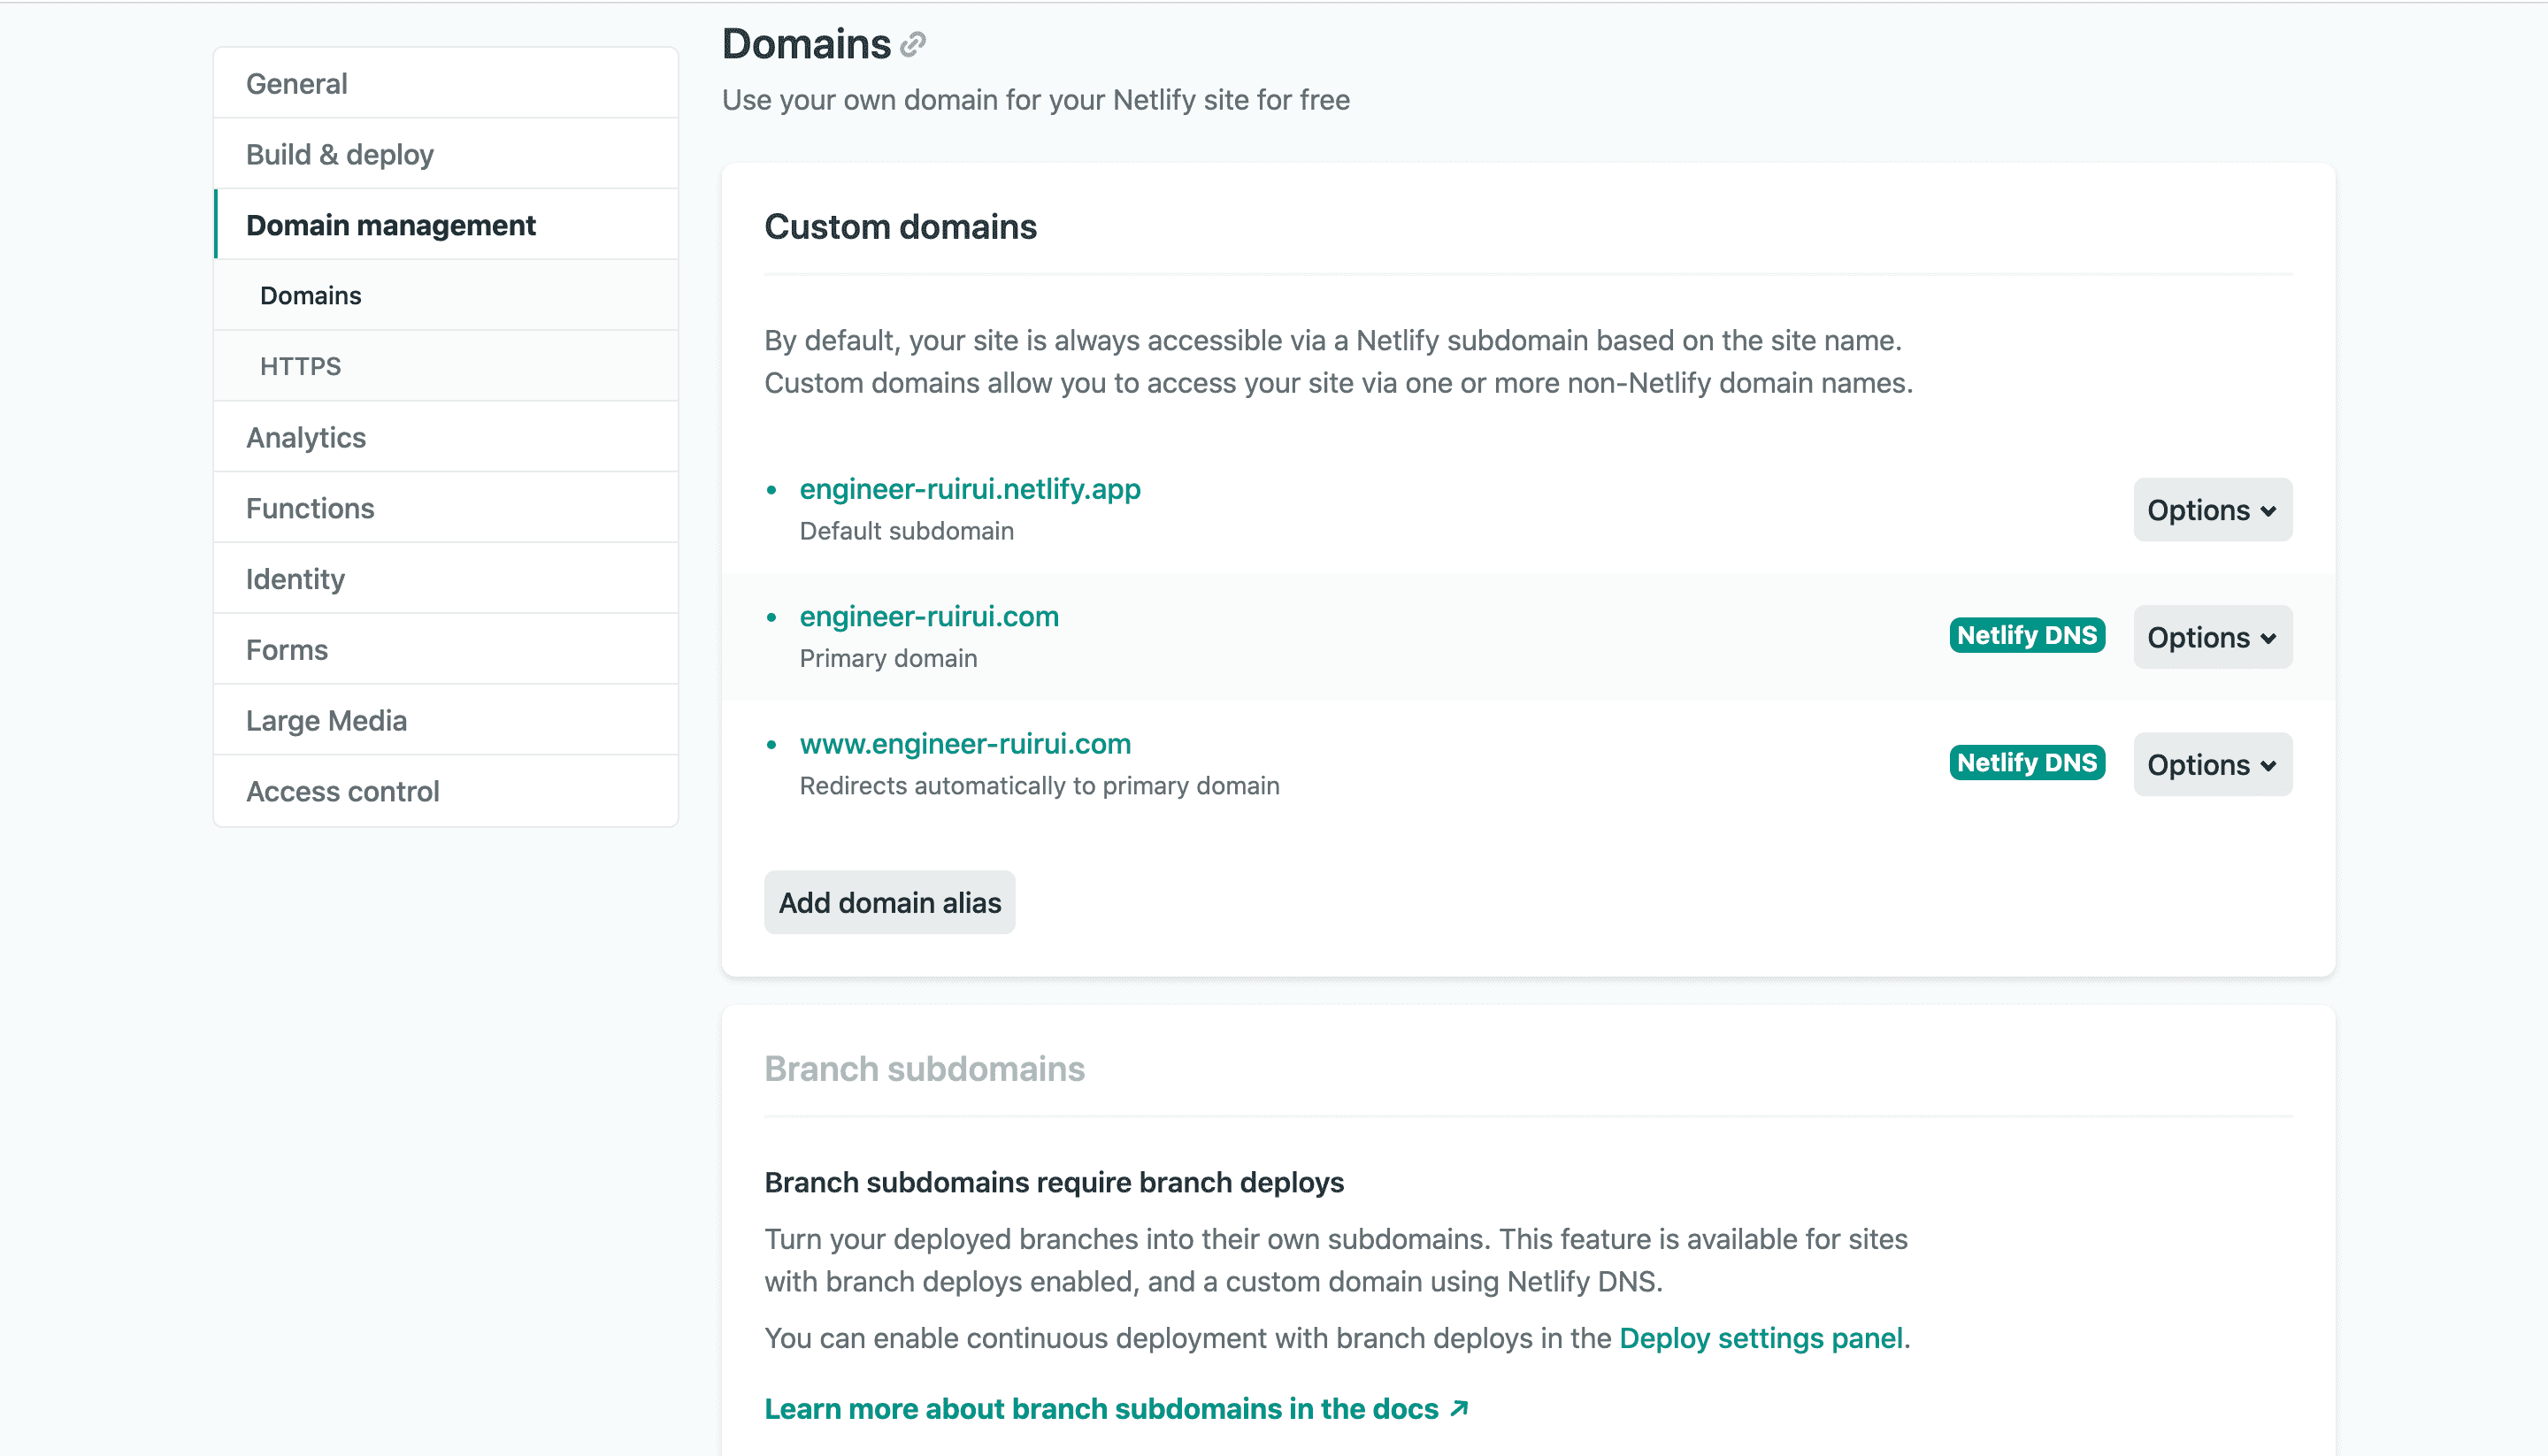 General
Build & deploy
Domain management
Domains
HTTPS
Analytics
Functions
Identity
Forms
Large Media
Access control
Domains
Use your own domain for your Netlify site for free
Custom domains
By default, your site is always accessible via a Netlify subdomain based on the site name.
Custom domains allow you to access your site via one or more non-Netlify domain names.
• engineer-ruirui.netlify.app
Default subdomain
Options
• engineer-ruirui.com
Primary domain
Netlify DNS
Options
• www.engineer-ruirui.com
Redirects automatically to primary domain
Netlify DNS
Options
Add domain alias
Branch subdomains
Branch subdomains require branch deploys
Turn your deployed branches into their own subdomains. This feature is available for sites
with branch deploys enabled, and a custom domain using Netlify DNS.
You can enable continuous deployment with branch deploys in the Deploy settings panel.
Learn more about branch subdomains in the docs ↗